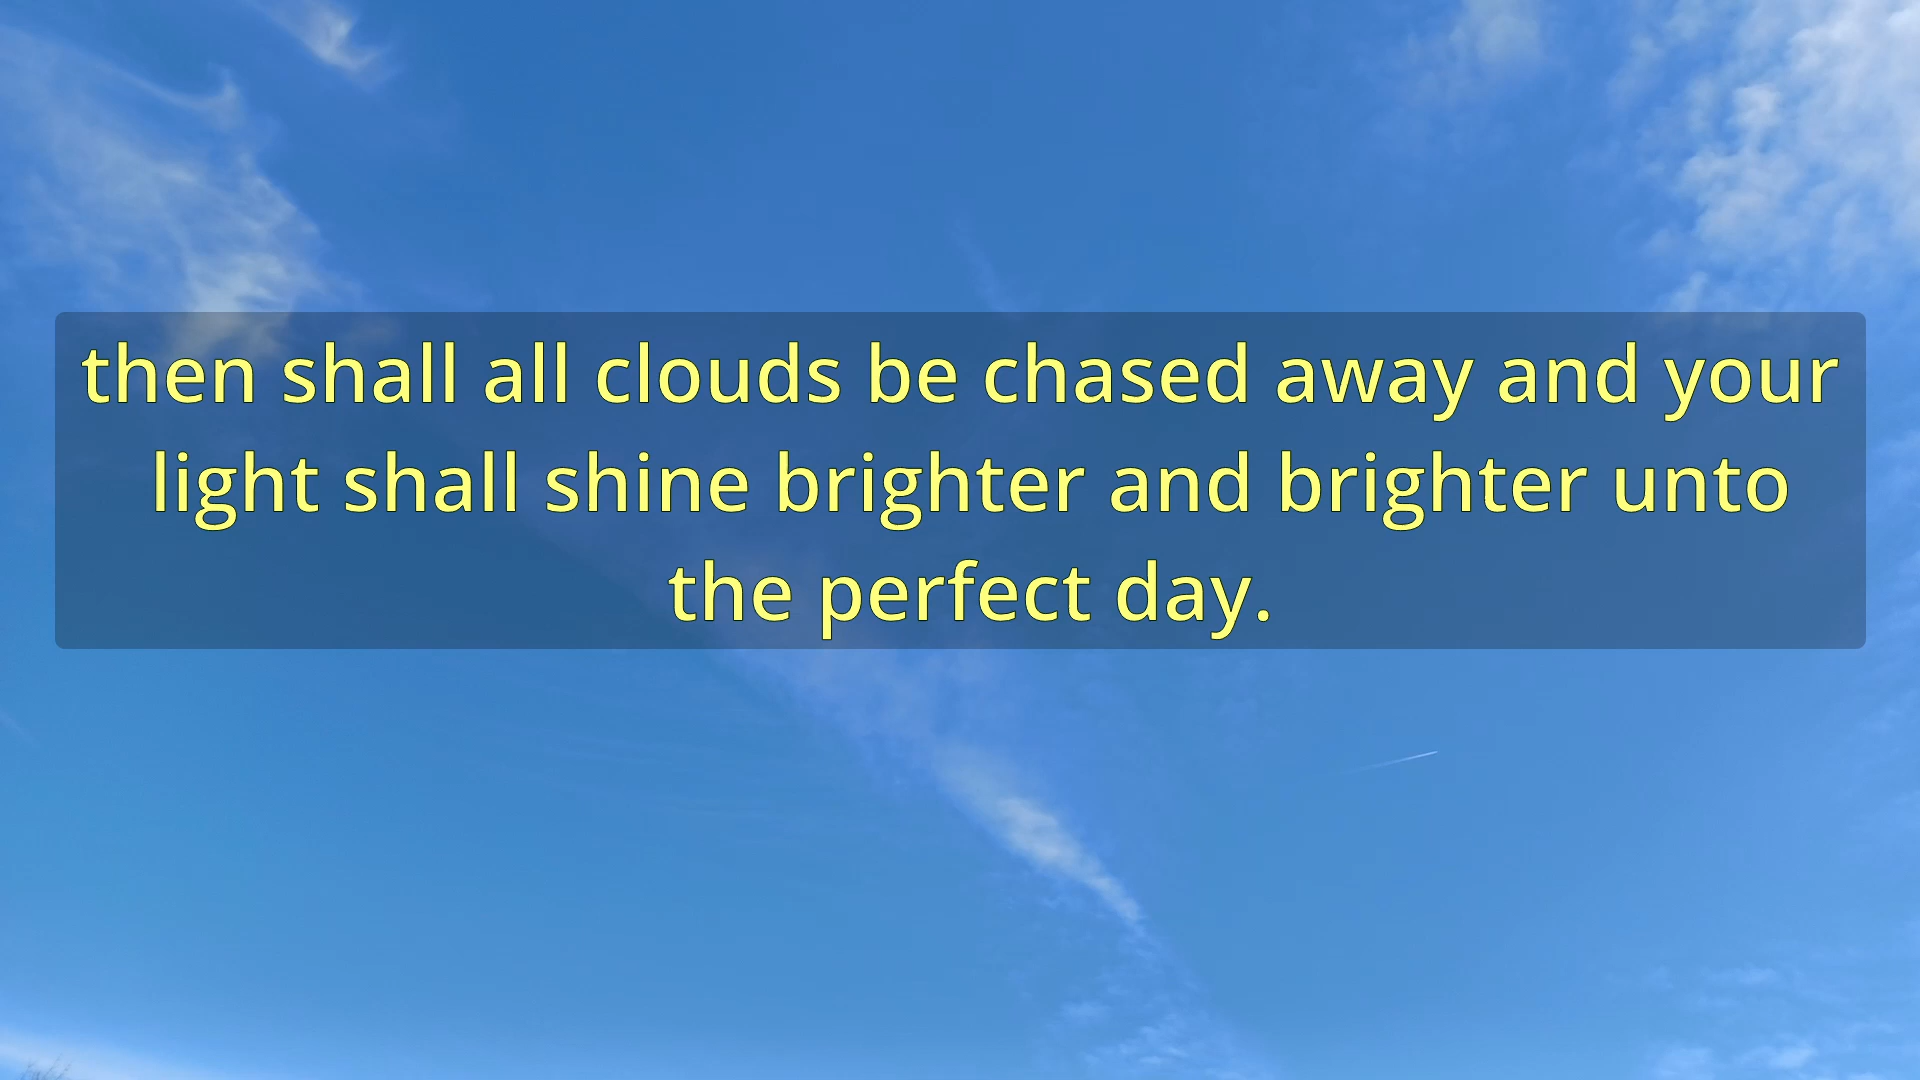 then shall all clouds be chased away and your
light shall shine brighter and brighter unto
the perfect day.